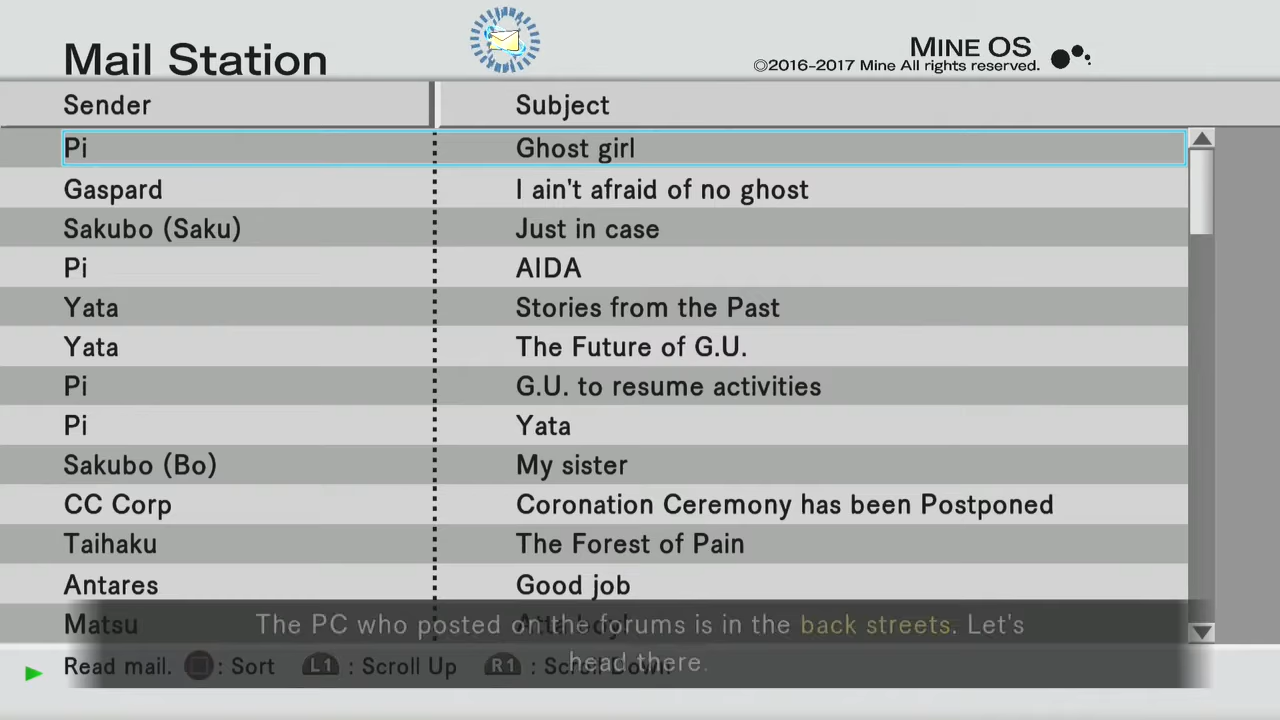 Mail Station
MINE OS
©2016-2017 Mine All rights reserved.
Sender Subject
Pi Ghost girl
Gaspard I ain't afraid of no ghost
Sakubo (Saku) Just in case
Pi AIDA
Yata Stories from the Past
Yata The Future of G.U.
Pi G.U. to resume activities
Pi Yata
Sakubo (Bo) My sister
CC Corp Coronation Ceremony has been Postponed
Taihaku The Forest of Pain
Antares Good job
Matsu
The PC who posted on the forums is in the back streets. Let's
head there.
Read mail. : Sort L1 : Scroll Up R1 : Scroll Down